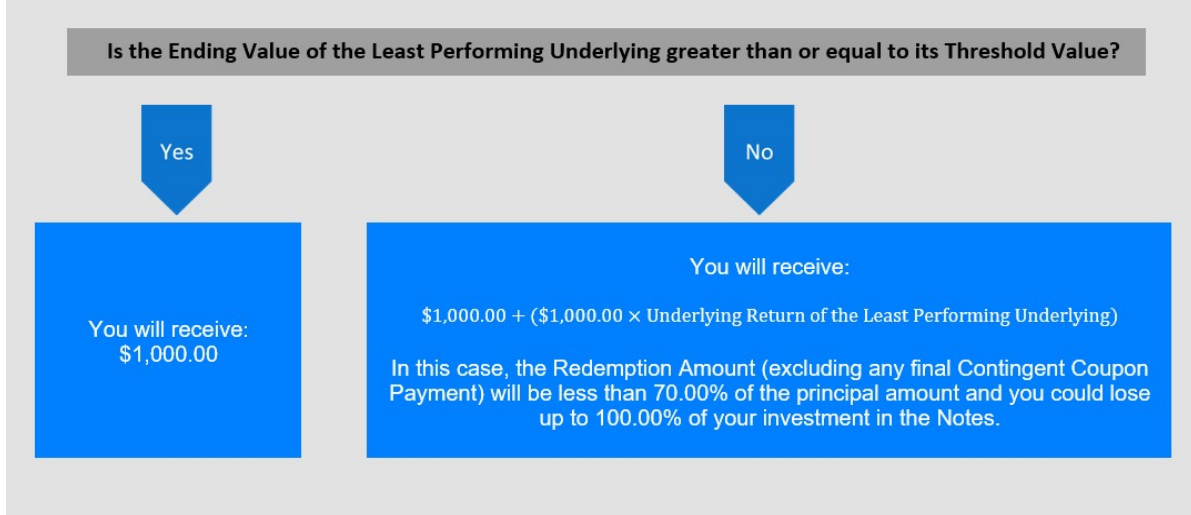 Is the Ending Value of the Least Performing Underlying greater than or equal to its Threshold Value?
Yes
No
You will receive:
$1,000.00
You will receive:
$1,000.00 + ($1,000.00 × Underlying Return of the Least Performing Underlying)
In this case, the Redemption Amount (excluding any final Contingent Coupon
Payment) will be less than 70.00% of the principal amount and you could lose
up to 100.00% of your investment in the Notes.